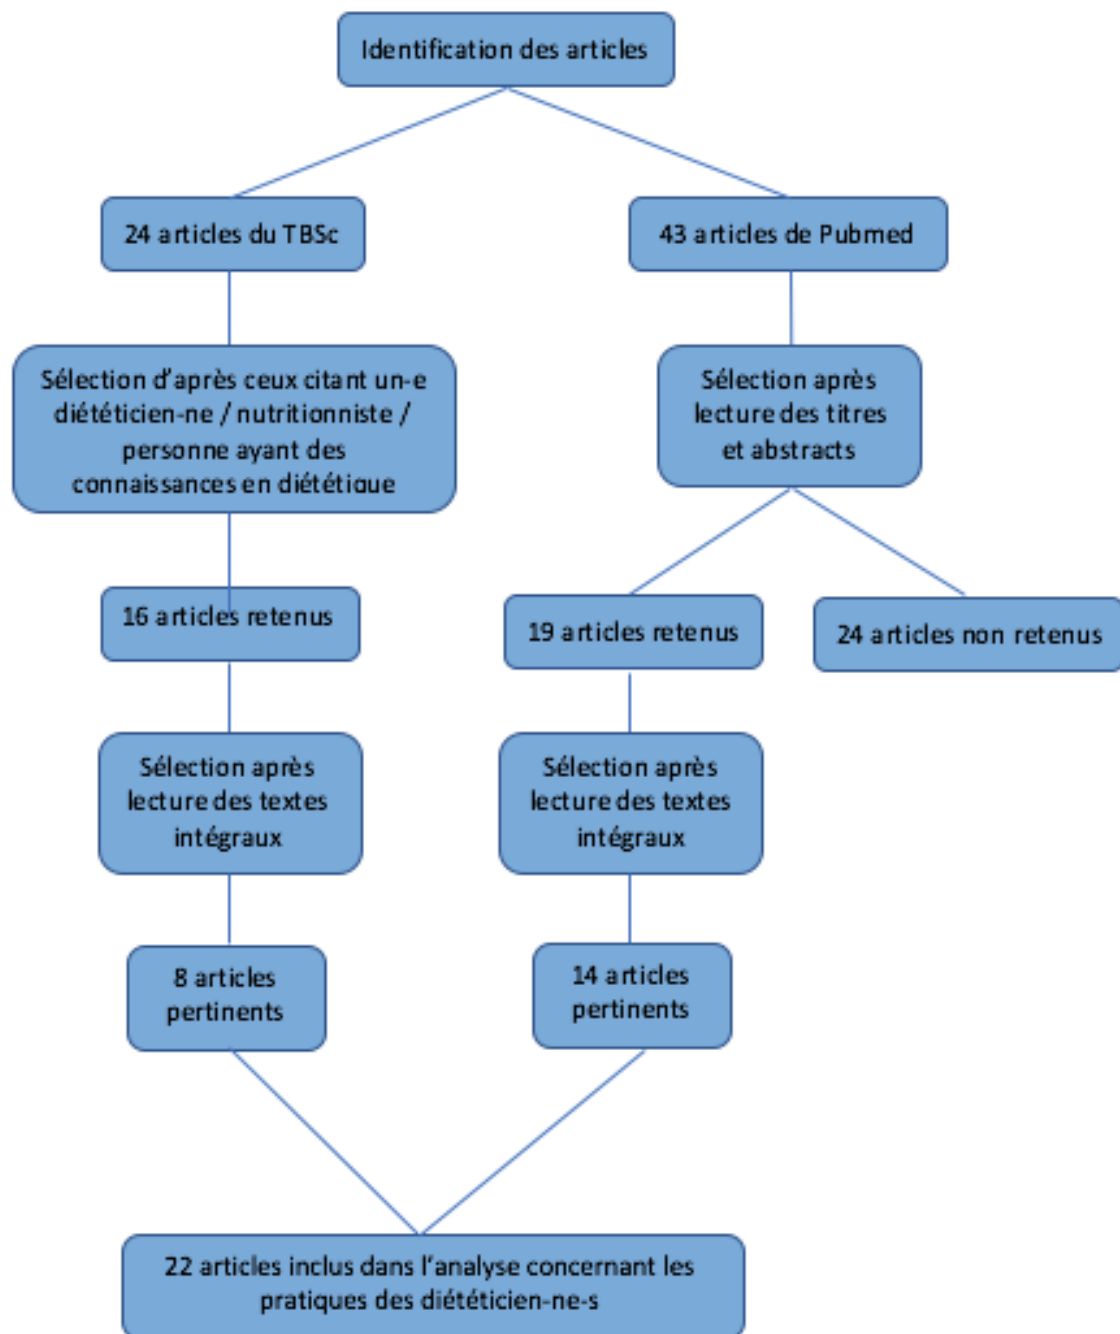 Identification des articles
24 articles du TBSc
43 articles de Pubmed
Sélection d'après ceux citant un-e
diététicien-ne / nutritionniste /
personne ayant des
connaissances en diététique
Sélection après
lecture des titres
et abstracts
16 articles retenus
19 articles retenus
24 articles non retenus
Sélection après
lecture des textes
intégraux
Sélection après
lecture des textes
intégraux
8 articles
pertinents
14 articles
pertinents
22 articles inclus dans l'analyse concernant les
pratiques des diététicien-ne-s